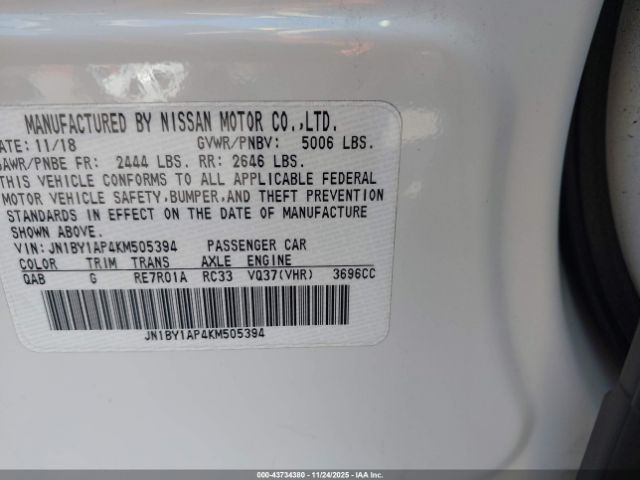 MANUFACTURED BY NISSAN MOTOR CO.,LTD.
ATE: 11/18 GVWR/PNBV: 5006 LBS.
GAWR/PNBE FR: 2444 LBS. RR: 2646 LBS.
THIS VEHICLE CONFORMS TO ALL APPLICABLE FEDERAL
MOTOR VEHICLE SAFETY,BUMPER,AND THEFT PREVENTION
STANDARDS IN EFFECT ON THE DATE OF MANUFACTURE
SHOWN ABOVE.
VIN: JN1BY1AP4KM505394 PASSENGER CAR
COLOR TRIM TRANS AXLE ENGINE
QAB G RE7R01A RC33 VQ37(VHR) 3696CC
JN1BY1AP4KM505394
000-43734380 - 11/24/2025 - IAA Inc.